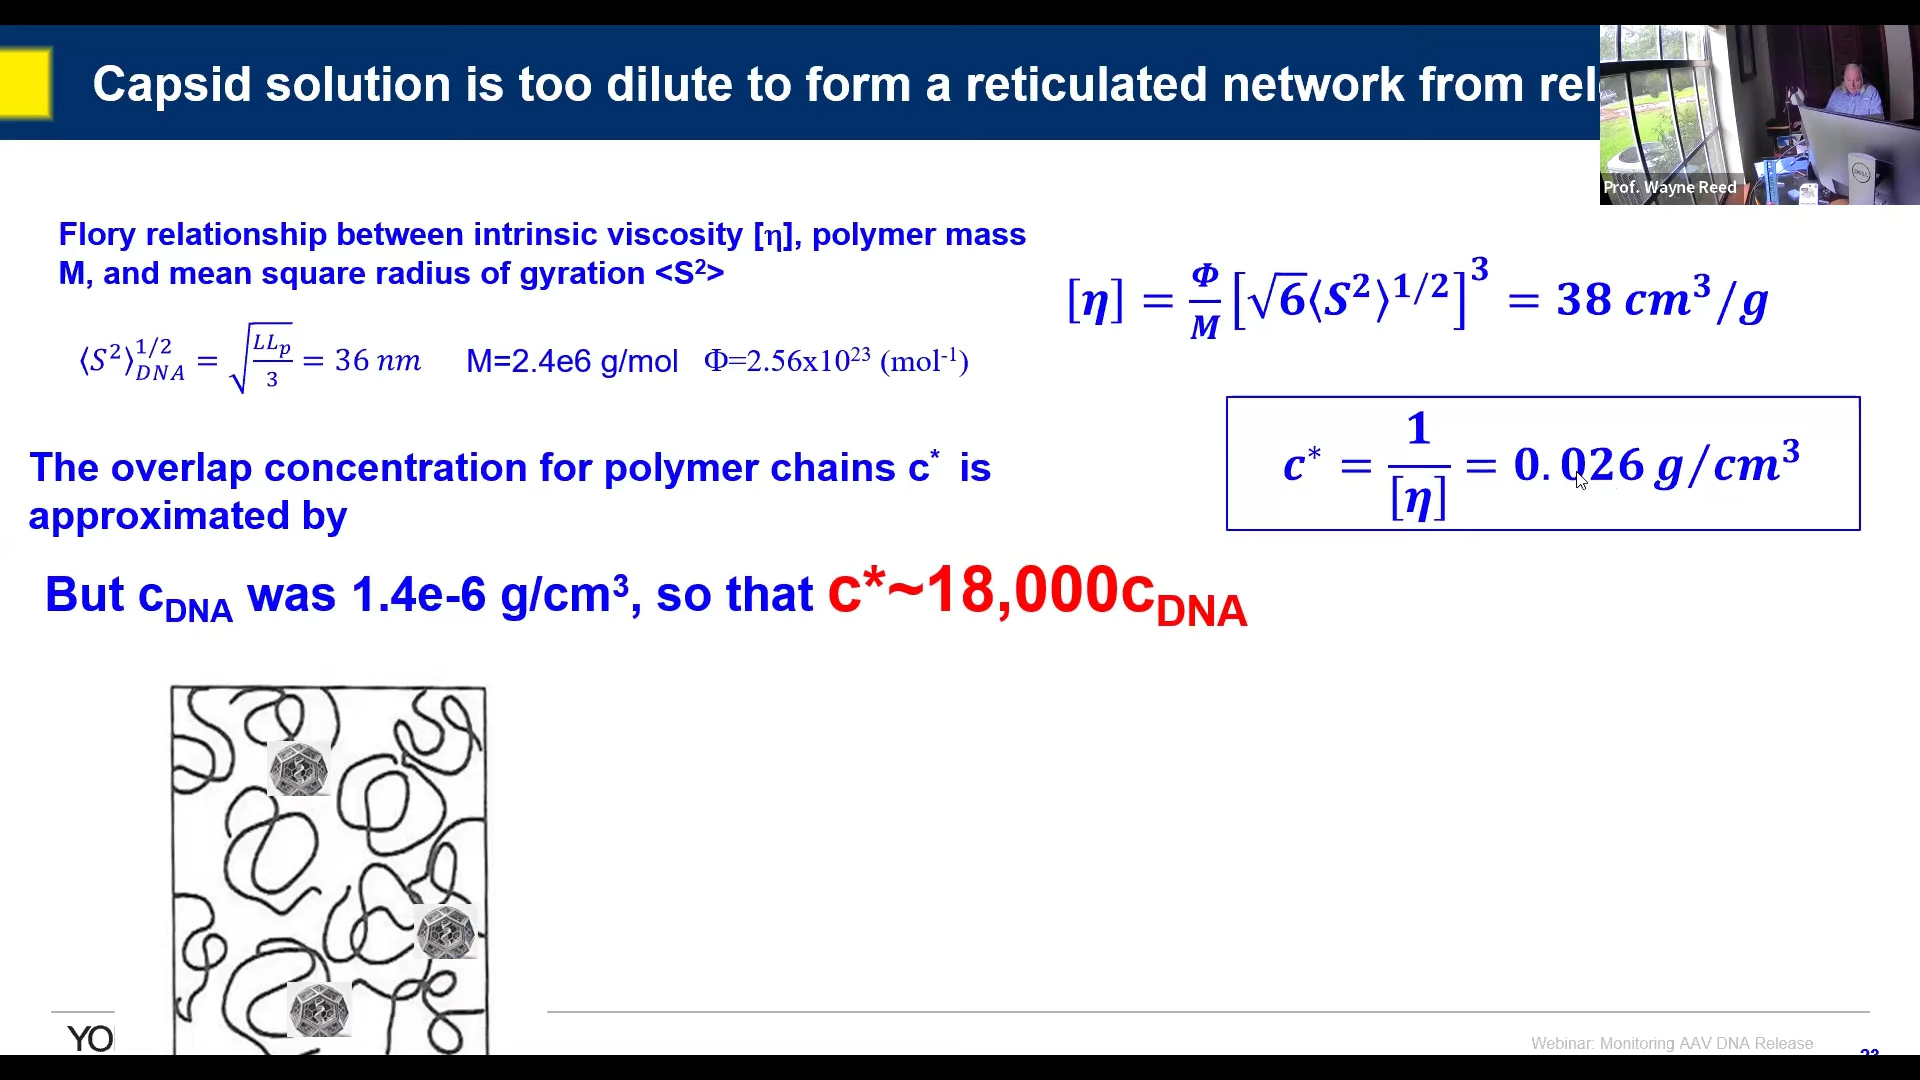 Capsid solution is too dilute to form a reticulated network from rel
Prof. Wayne Reed
Flory relationship between intrinsic viscosity [η], polymer mass
M, and mean square radius of gyration <S²>
[η] = Φ/M [√6⟨S²⟩^1/2]^3 = 38 cm³/g
⟨S²⟩^1/2_DNA = √(LL_p/3) = 36 nm M=2.4e6 g/mol Φ=2.56x10²³ (mol⁻¹)
The overlap concentration for polymer chains c* is
approximated by
c* = 1/[η] = 0.026 g/cm³
But c_DNA was 1.4e-6 g/cm³, so that c*~18,000c_DNA
YO
Webinar: Monitoring AAV DNA Release